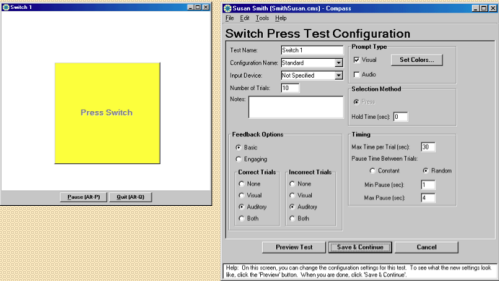 Switch 1
Press Switch
Pause (Alt-P) Quit (Alt-Q)
Susan Smith (SmithSusan.cms) - Compass
File Edit Tools Help
Switch Press Test Configuration
Test Name: Switch 1
Configuration Name: Standard
Input Device: Not Specified
Number of Trials: 10
Notes:
Prompt Type
Visual Set Colors...
Audio
Selection Method
Press
Hold Time (sec): 0
Feedback Options
Basic
Engaging
Correct Trials
None
Visual
Auditory
Both
Incorrect Trials
None
Visual
Auditory
Both
Timing
Max Time per Trial (sec): 30
Pause Time Between Trials:
Constant Random
Min Pause (sec): 1
Max Pause (sec): 4
Preview Test Save & Continue Cancel
Help: On this screen, you can change the configuration settings for this test. To see what the new settings look
like, click the 'Preview' button. When you are done, click 'Save & Continue'.